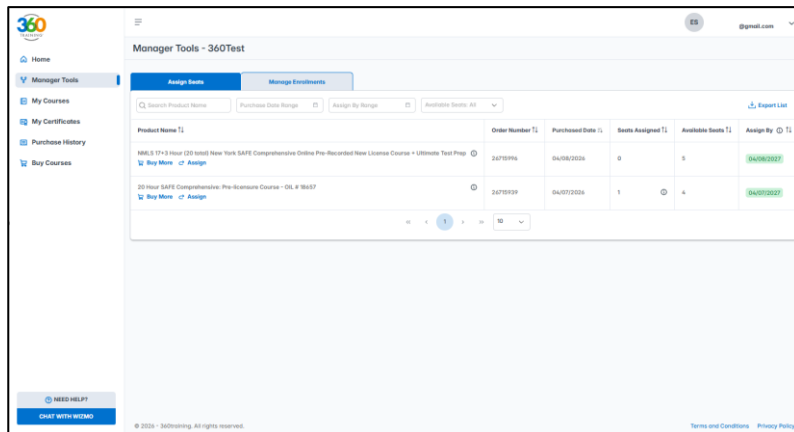 360
TRAINING
ES
@gmail.com
Manager Tools - 360Test
Home
Manager Tools
My Courses
My Certificates
Purchase History
Buy Courses
Assign Seats
Manage Enrollments
Search Product Name
Purchase Date Range
Assign By Range
Available Seats: All
Export List
Product Name Order Number Purchased Date Seats Assigned Available Seats Assign By
NMLS 17+3 Hour (20 total) New York SAFE Comprehensive Online Pre-Recorded New License Course + Ultimate Test Prep
Buy More Assign
26715996 04/08/2026 0 5 04/08/2027
20 Hour SAFE Comprehensive: Pre-licensure Course - OIL # 18657
Buy More Assign
26715939 04/07/2026 1 4 04/07/2027
« < 1 > » 10
NEED HELP?
CHAT WITH WIZMO
© 2026 - 360training. All rights reserved.
Terms and Conditions Privacy Policy